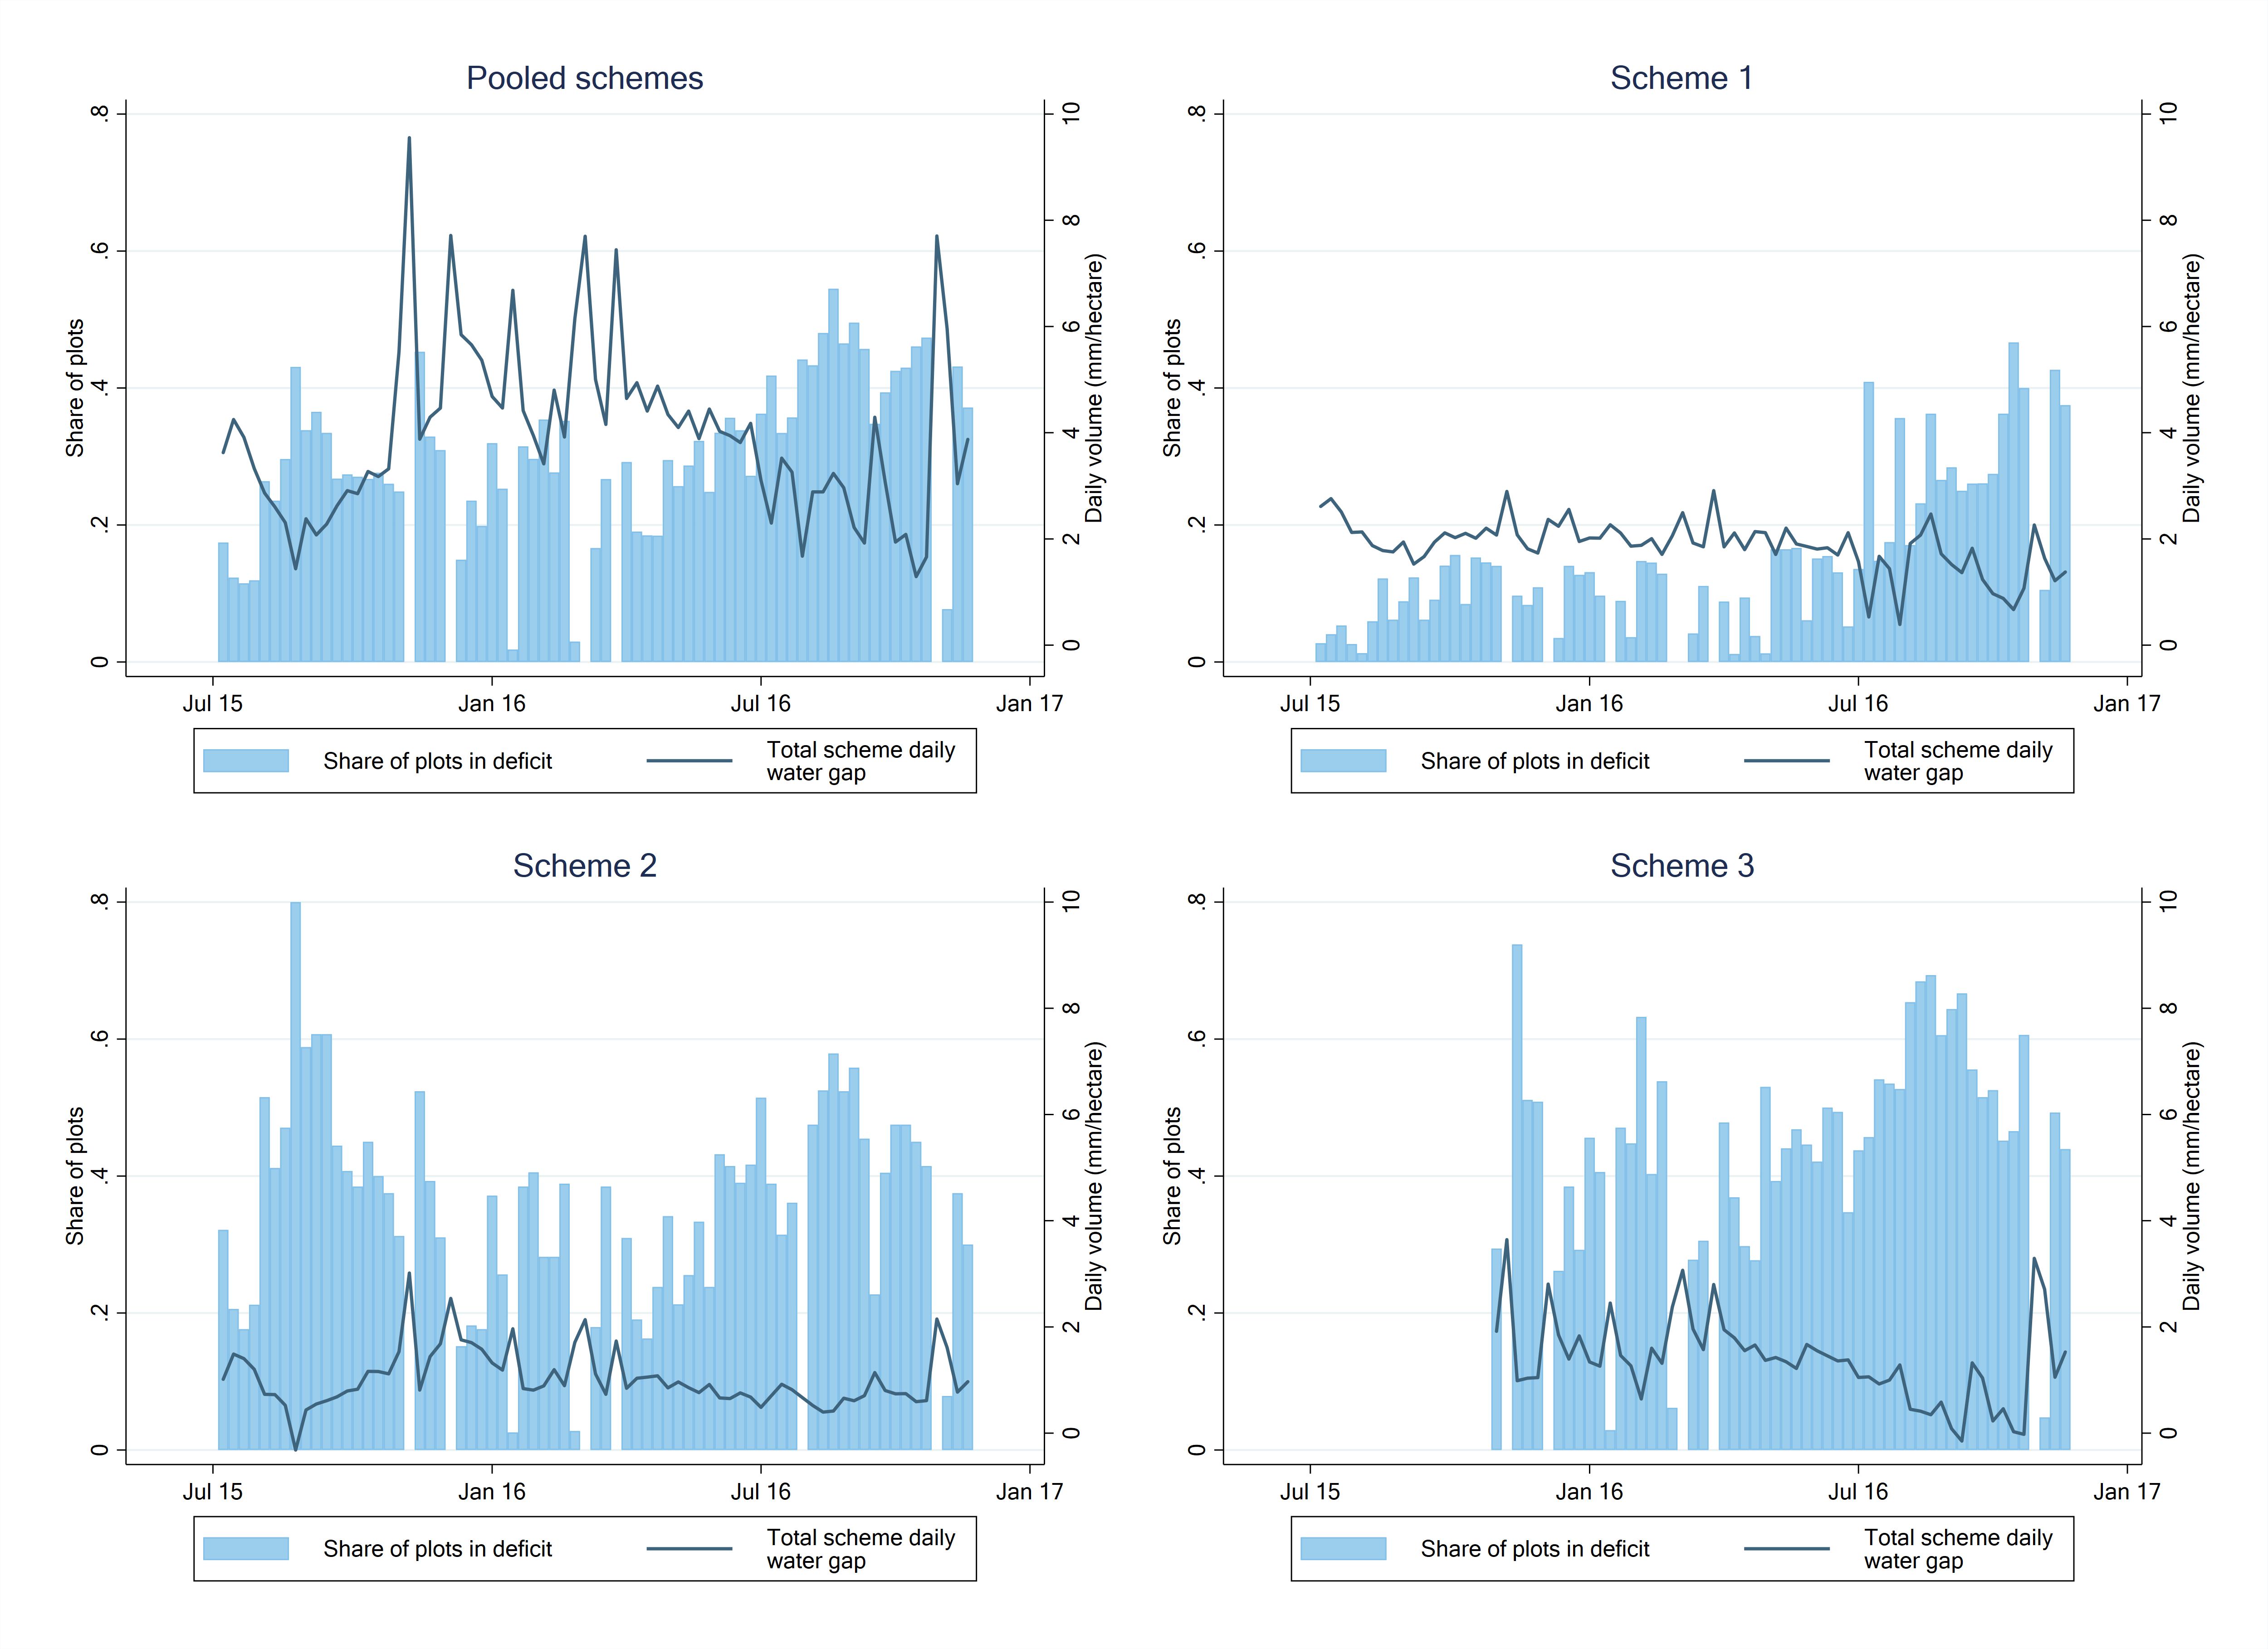 Pooled schemes
Share of plots
.8
.6
.4
.2
0
10
8
6
4
2
0
Daily volume (mm/hectare)
Jul 15
Jan 16
Jul 16
Jan 17
Share of plots in deficit
Total scheme daily
water gap
Scheme 1
Share of plots
.8
.6
.4
.2
0
10
8
6
4
2
0
Daily volume (mm/hectare)
Jul 15
Jan 16
Jul 16
Jan 17
Share of plots in deficit
Total scheme daily
water gap
Scheme 2
Share of plots
.8
.6
.4
.2
0
10
8
6
4
2
0
Daily volume (mm/hectare)
Jul 15
Jan 16
Jul 16
Jan 17
Share of plots in deficit
Total scheme daily
water gap
Scheme 3
Share of plots
.8
.6
.4
.2
0
10
8
6
4
2
0
Daily volume (mm/hectare)
Jul 15
Jan 16
Jul 16
Jan 17
Share of plots in deficit
Total scheme daily
water gap